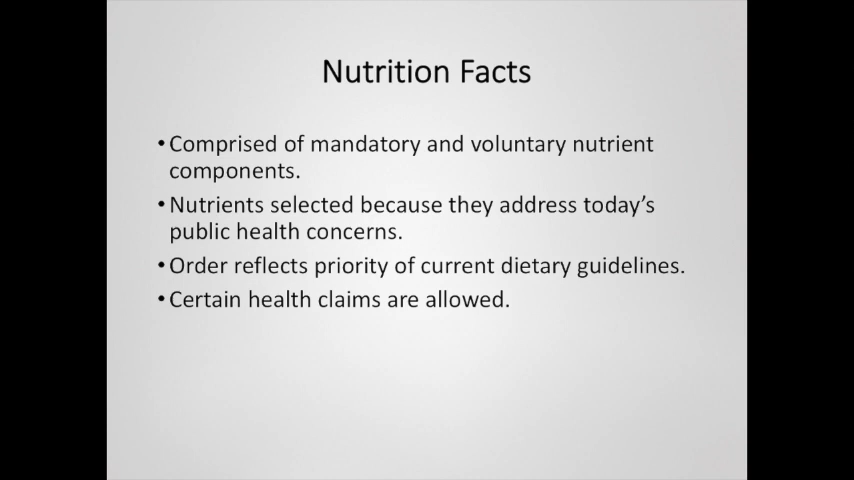 Nutrition Facts
• Comprised of mandatory and voluntary nutrient
components.
• Nutrients selected because they address today’s
public health concerns.
• Order reflects priority of current dietary guidelines.
• Certain health claims are allowed.